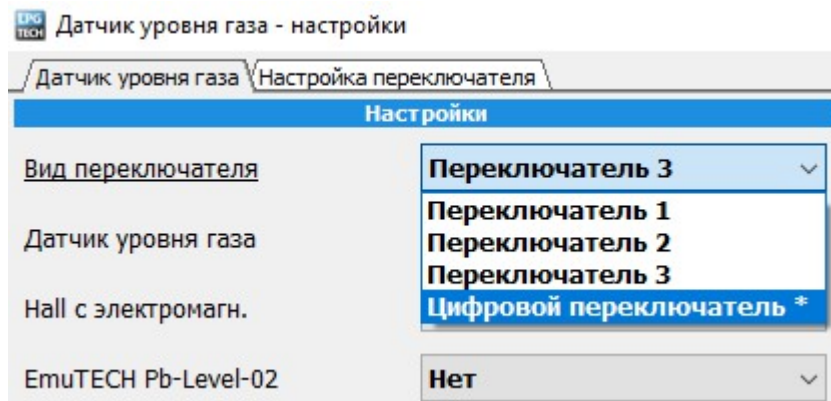 LPG
TECH
Датчик уровня газа - настройки
Датчик уровня газа Настройка переключателя
Настройки
Вид переключателя Переключатель 3
Переключатель 1
Датчик уровня газа Переключатель 2
Переключатель 3
Hall с электромагн. Цифровой переключатель *
EmuTECH Pb-Level-02 Нет